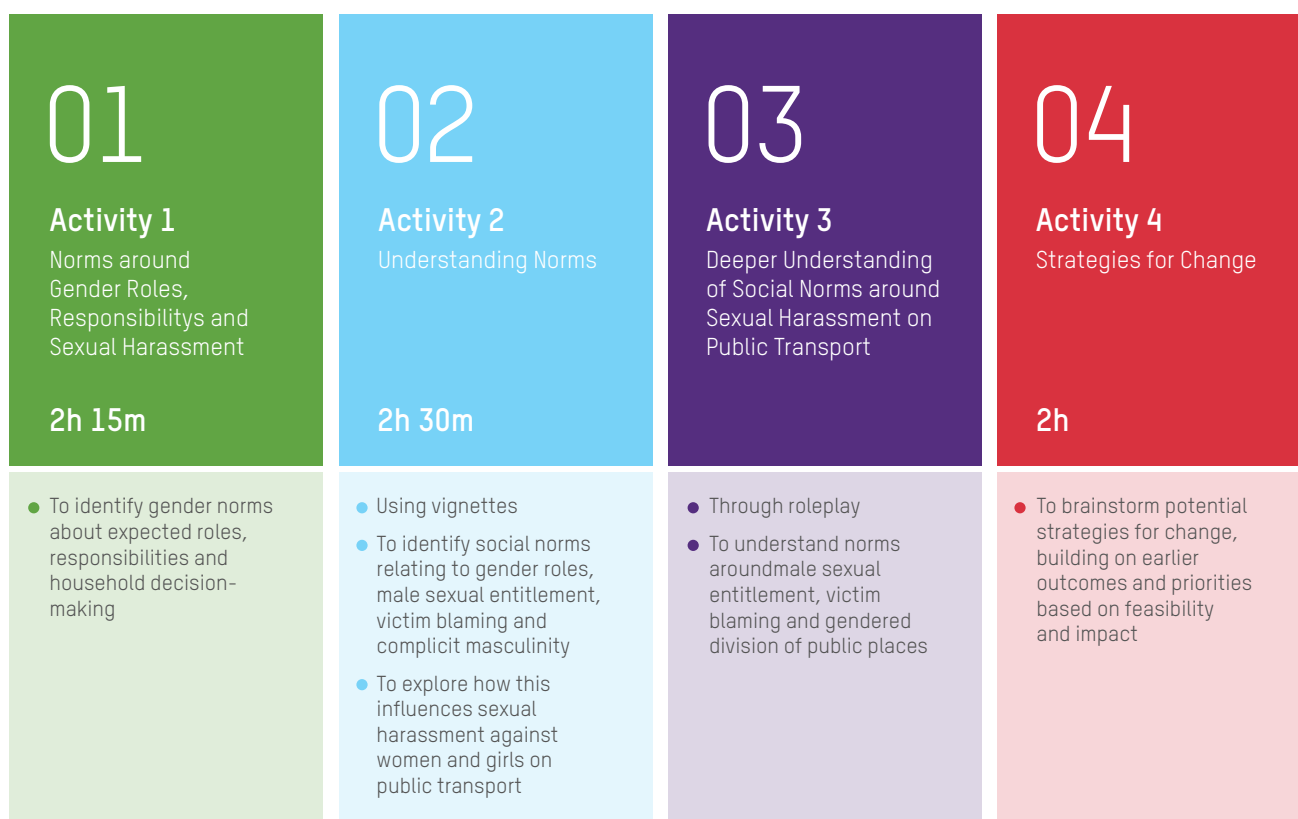 01
Activity 1
Norms around
Gender Roles,
Responsibilitys and
Sexual Harassment
2h 15m
• To identify gender norms
about expected roles,
responsibilities and
household decision-
making
02
Activity 2
Understanding Norms
2h 30m
• Using vignettes
• To identify social norms
relating to gender roles,
male sexual entitlement,
victim blaming and
complicit masculinity
• To explore how this
influences sexual
harassment against
women and girls on
public transport
03
Activity 3
Deeper Understanding
of Social Norms around
Sexual Harassment on
Public Transport
• Through roleplay
• To understand norms
aroundmale sexual
entitlement, victim
blaming and gendered
division of public places
04
Activity 4
Strategies for Change
2h
• To brainstorm potential
strategies for change,
building on earlier
outcomes and priorities
based on feasibility
and impact